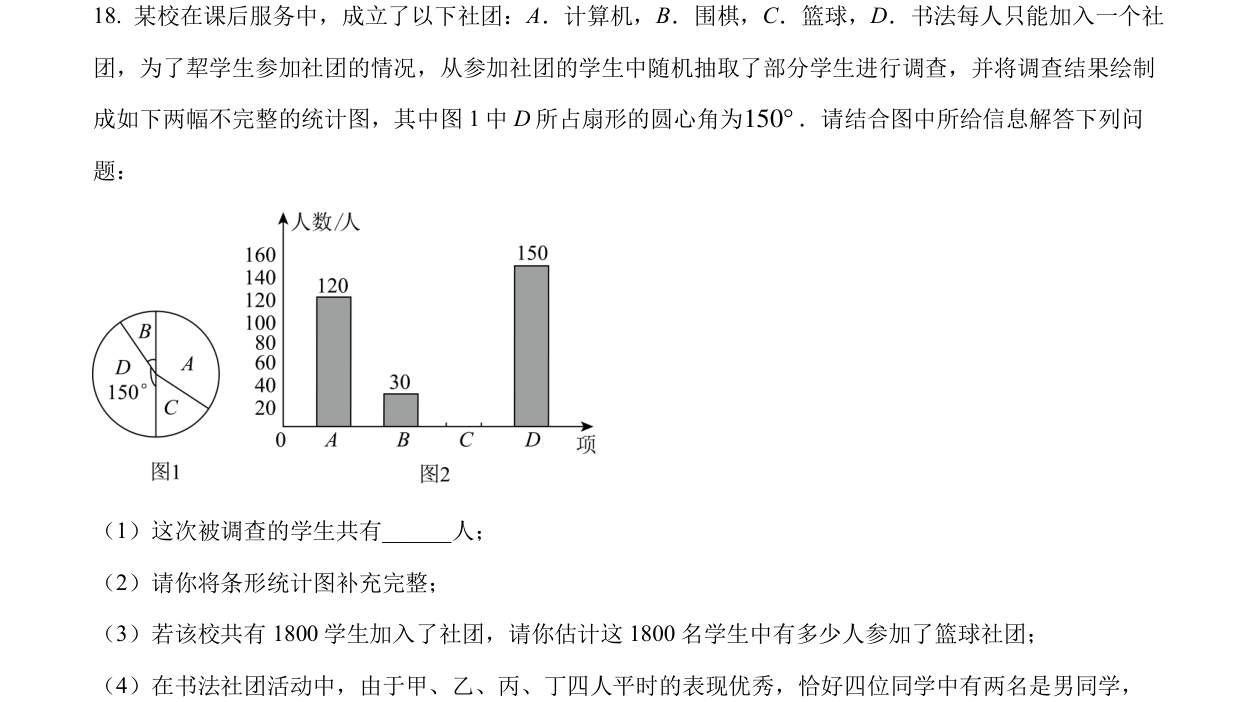 18. 某校在课后服务中，成立了以下社团：A．计算机，B．围棋，C．篮球，D．书法每人只能加入一个社
团，为了犎学生参加社团的情况，从参加社团的学生中随机抽取了部分学生进行调查，并将调查结果绘制
成如下两幅不完整的统计图，其中图 1 中 D 所占扇形的圆心角为150°．请结合图中所给信息解答下列问
题：
B
D
A
150°
C
图1
人数/人
160
140
120
100
80
60
40
20
0
120
30
150
A B C D
项
图2
（1）这次被调查的学生共有______人；
（2）请你将条形统计图补充完整；
（3）若该校共有 1800 学生加入了社团，请你估计这 1800 名学生中有多少人参加了篮球社团；
（4）在书法社团活动中，由于甲、乙、丙、丁四人平时的表现优秀，恰好四位同学中有两名是男同学，